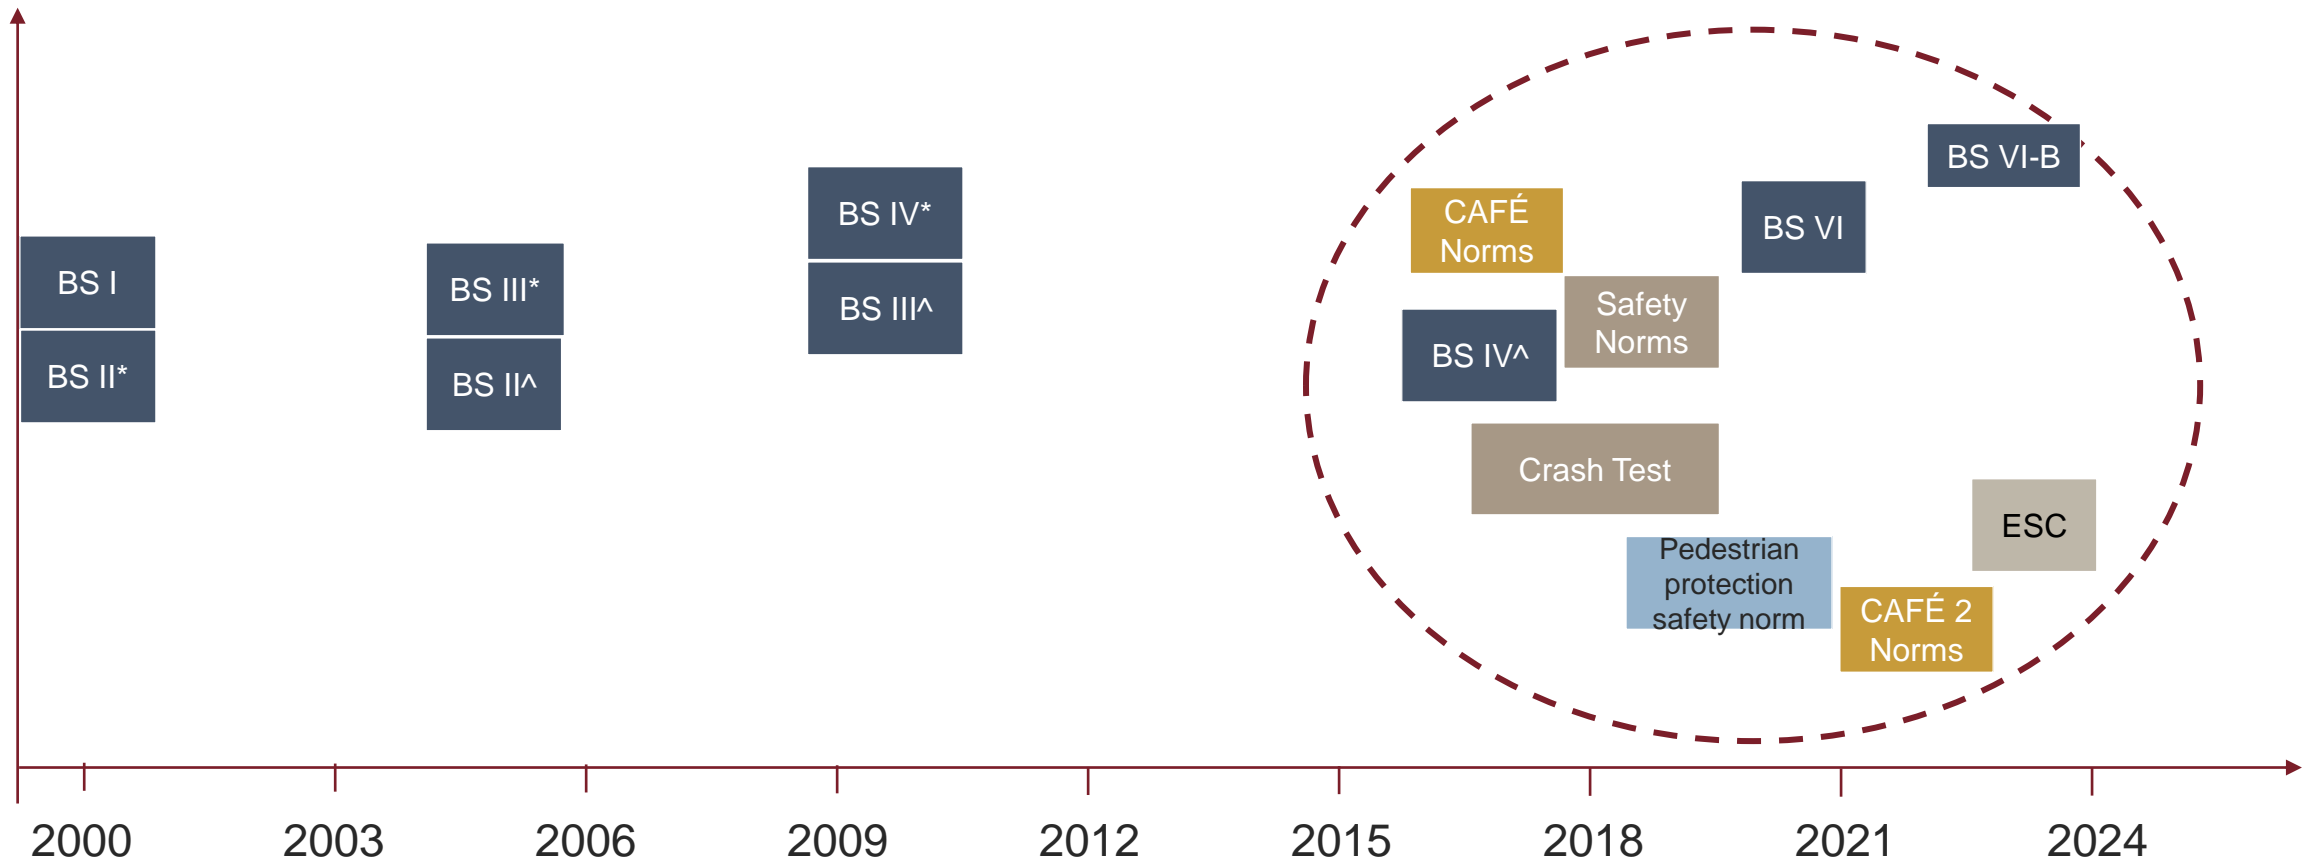 BS I
BS II*
BS III*
BS II^
BS IV*
BS III^
CAFÉ
Norms
BS IV^
Safety
Norms
Crash Test
Pedestrian
protection
safety norm
BS VI
BS VI-B
ESC
CAFÉ 2
Norms
2000
2003
2006
2009
2012
2015
2018
2021
2024